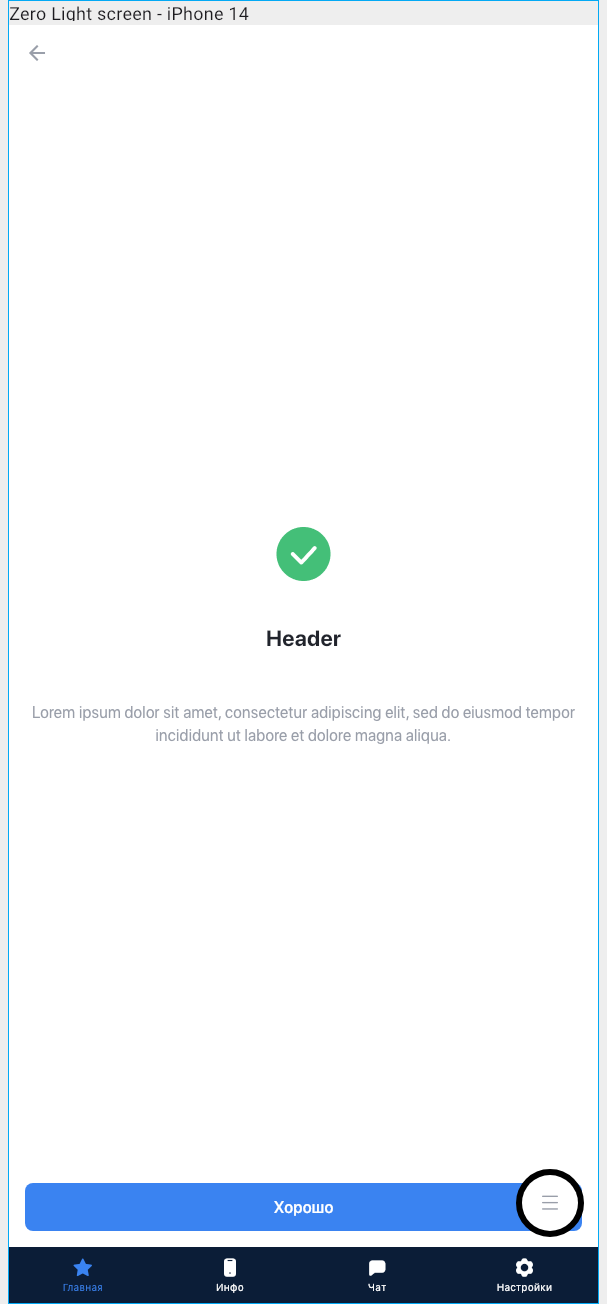 Zero Light screen - iPhone 14
Header
Lorem ipsum dolor sit amet, consectetur adipiscing elit, sed do eiusmod tempor
incididunt ut labore et dolore magna aliqua.
Хорошо
Главная
Инфо
Чат
Настройки